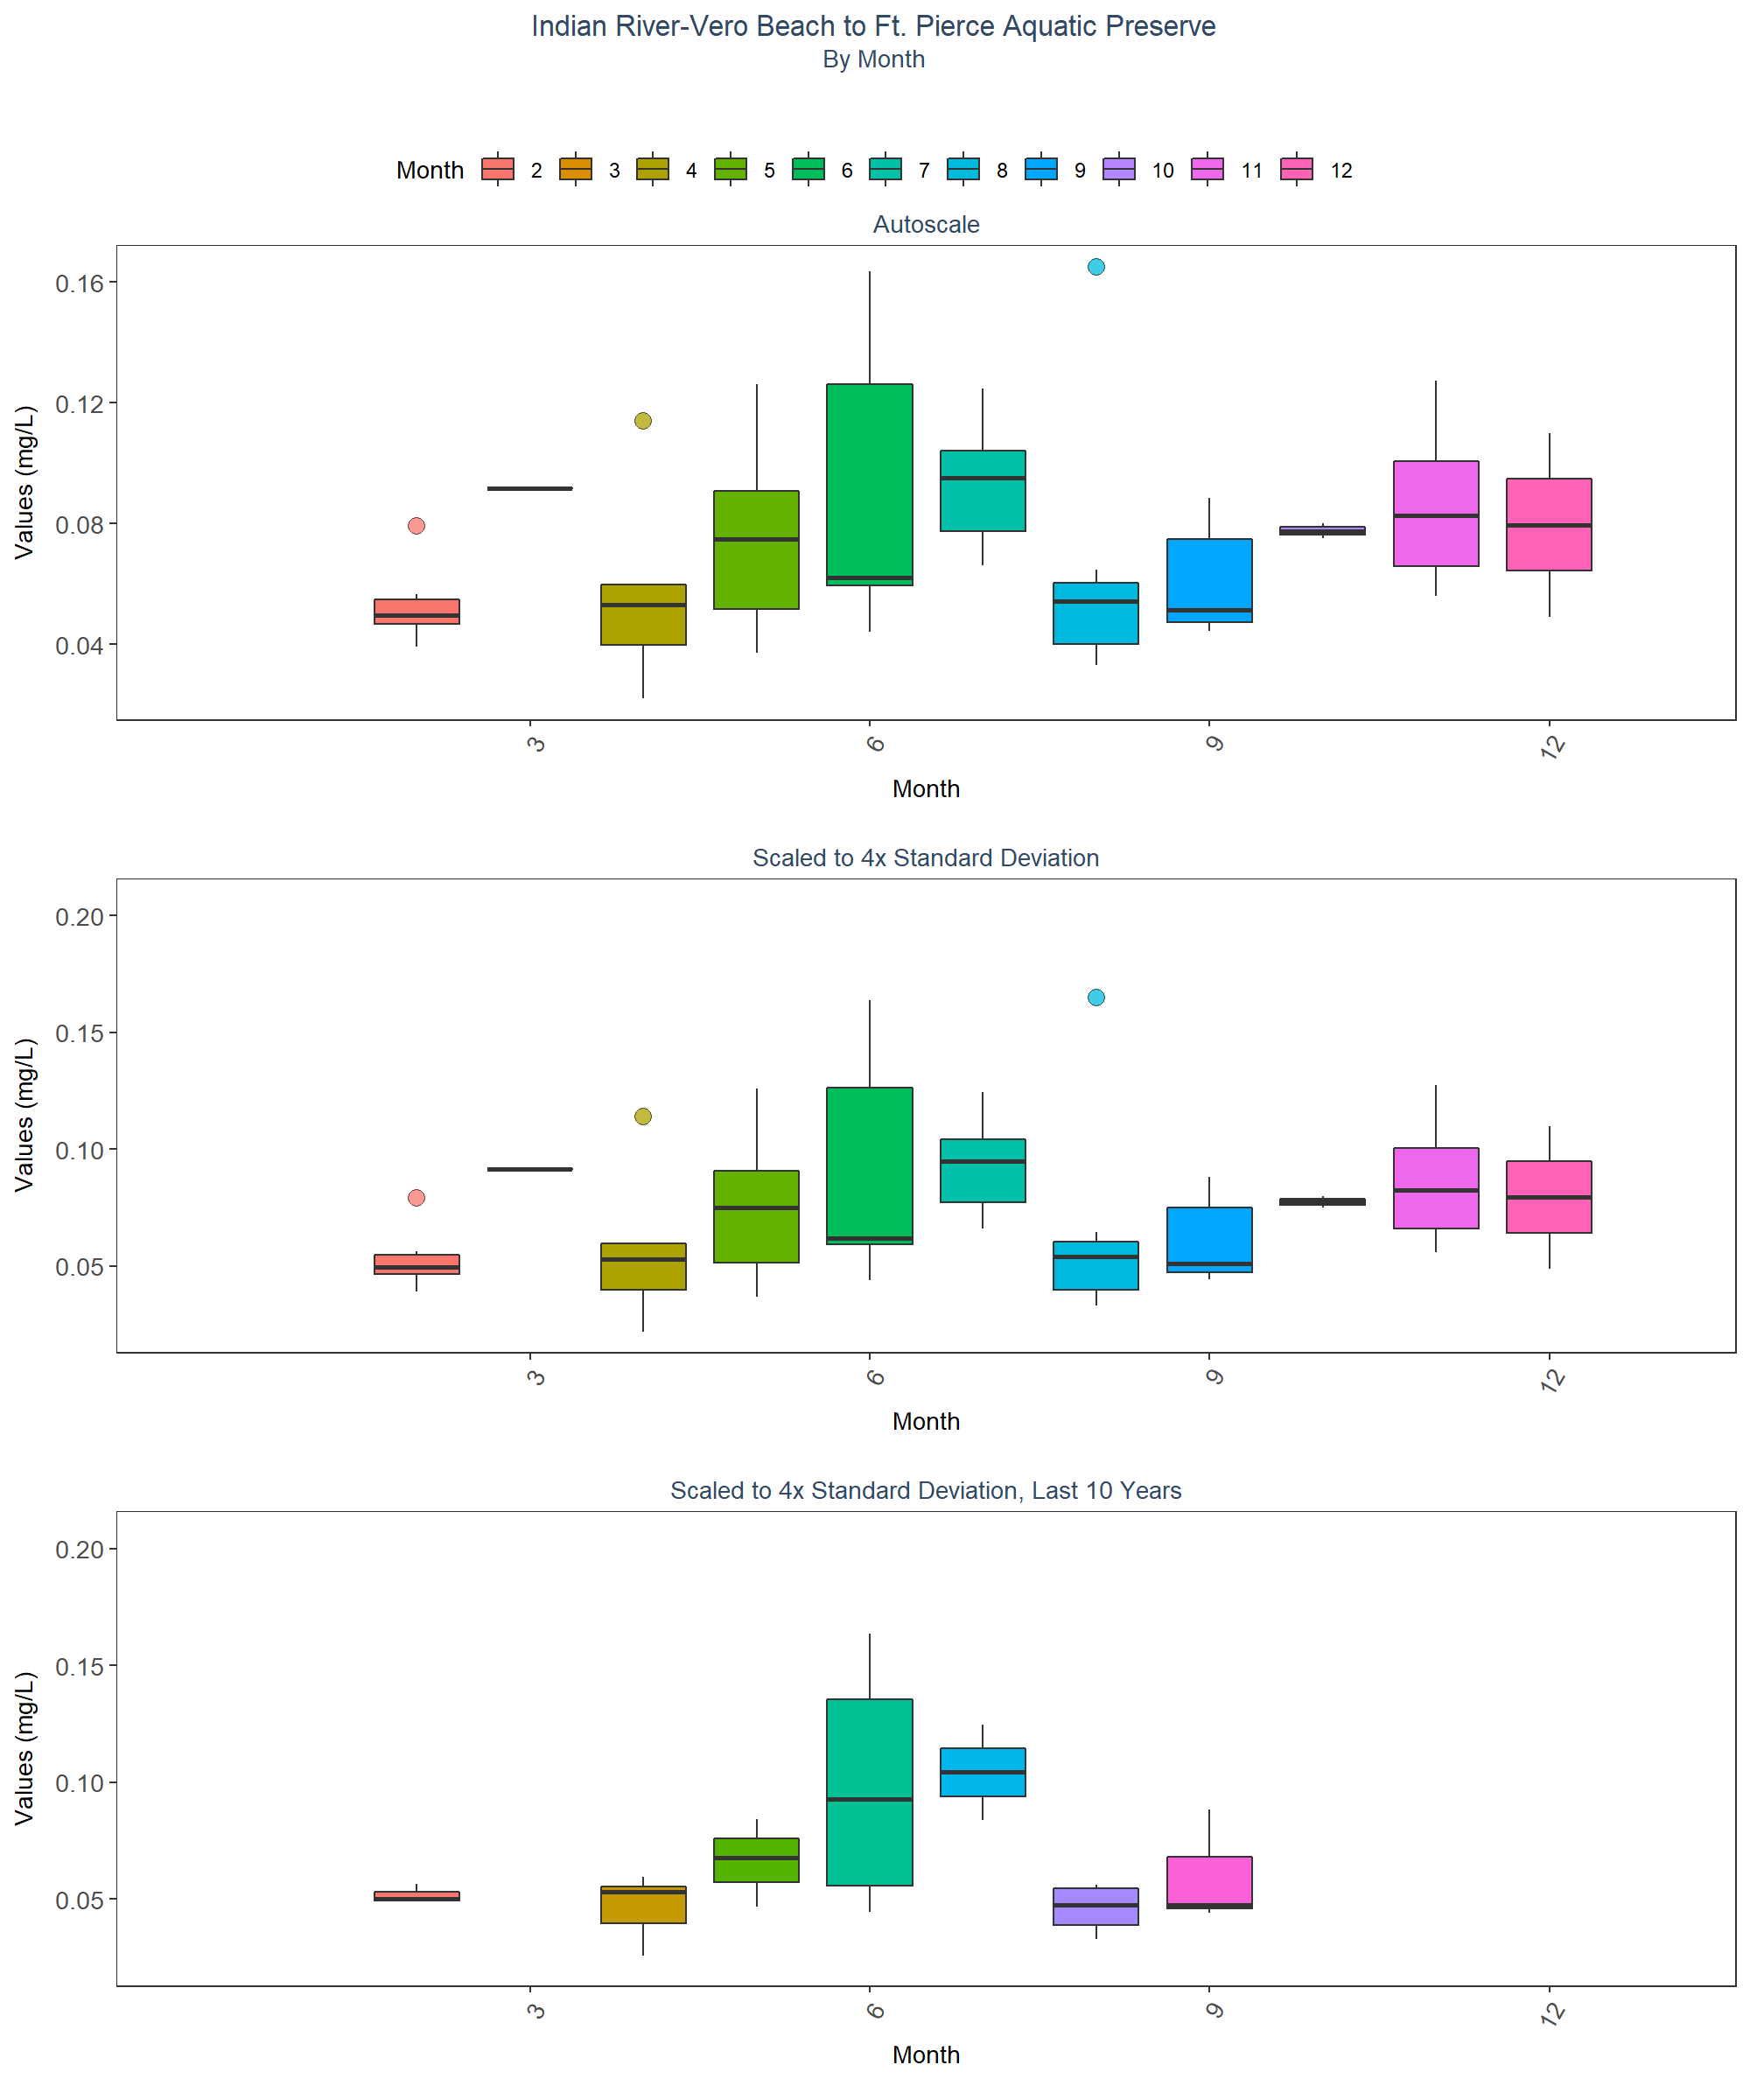 Indian River-Vero Beach to Ft. Pierce Aquatic Preserve
By Month
Month 2 3 4 5 6 7 8 9 10 11 12
Autoscale
Values (mg/L)
0.16
0.12
0.08
0.04
3 6 9 12
Month
Scaled to 4x Standard Deviation
Values (mg/L)
0.20
0.15
0.10
0.05
3 6 9 12
Month
Scaled to 4x Standard Deviation, Last 10 Years
Values (mg/L)
0.20
0.15
0.10
0.05
3 6 9 12
Month